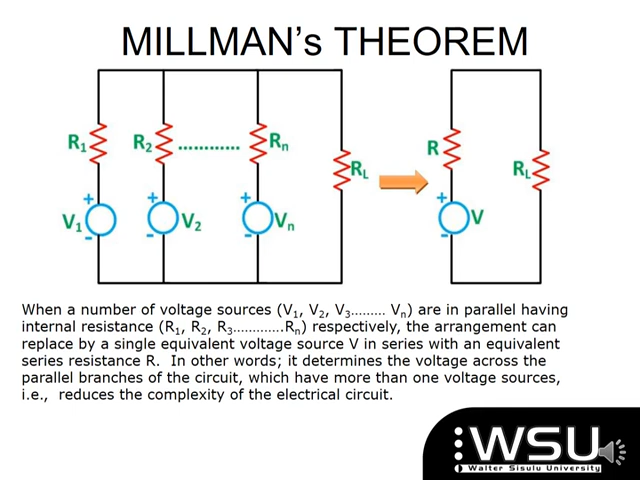 MILLMAN's THEOREM
R₁ R₂ ............ Rₙ RL R RL
+ + + +
V₁ V₂ Vₙ V
- - - -
When a number of voltage sources (V₁, V₂, V₃......... Vₙ) are in parallel having
internal resistance (R₁, R₂, R₃.............Rₙ) respectively, the arrangement can
replace by a single equivalent voltage source V in series with an equivalent
series resistance R.  In other words; it determines the voltage across the
parallel branches of the circuit, which have more than one voltage sources,
i.e.,  reduces the complexity of the electrical circuit.
WSU
Walter Sisulu University